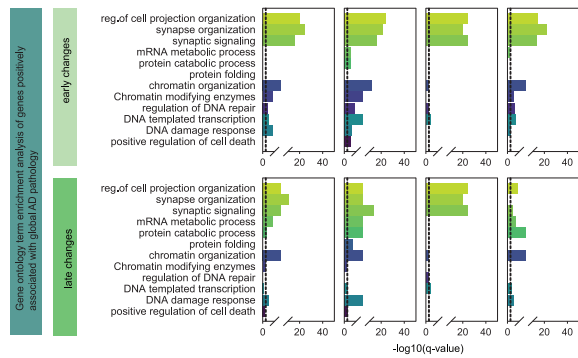 Gene ontology term enrichment analysis of genes positively
associated with global AD pathology
early changes
reg.of cell projection organization
synapse organization
synaptic signaling
mRNA metabolic process
protein catabolic process
protein folding
chromatin organization
Chromatin modifying enzymes
regulation of DNA repair
DNA templated transcription
DNA damage response
positive regulation of cell death
0 20 40 0 20 40 0 20 40 0 20 40
late changes
reg.of cell projection organization
synapse organization
synaptic signaling
mRNA metabolic process
protein catabolic process
protein folding
chromatin organization
Chromatin modifying enzymes
regulation of DNA repair
DNA templated transcription
DNA damage response
positive regulation of cell death
0 20 40 0 20 40 0 20 40 0 20 40
-log10(q-value)